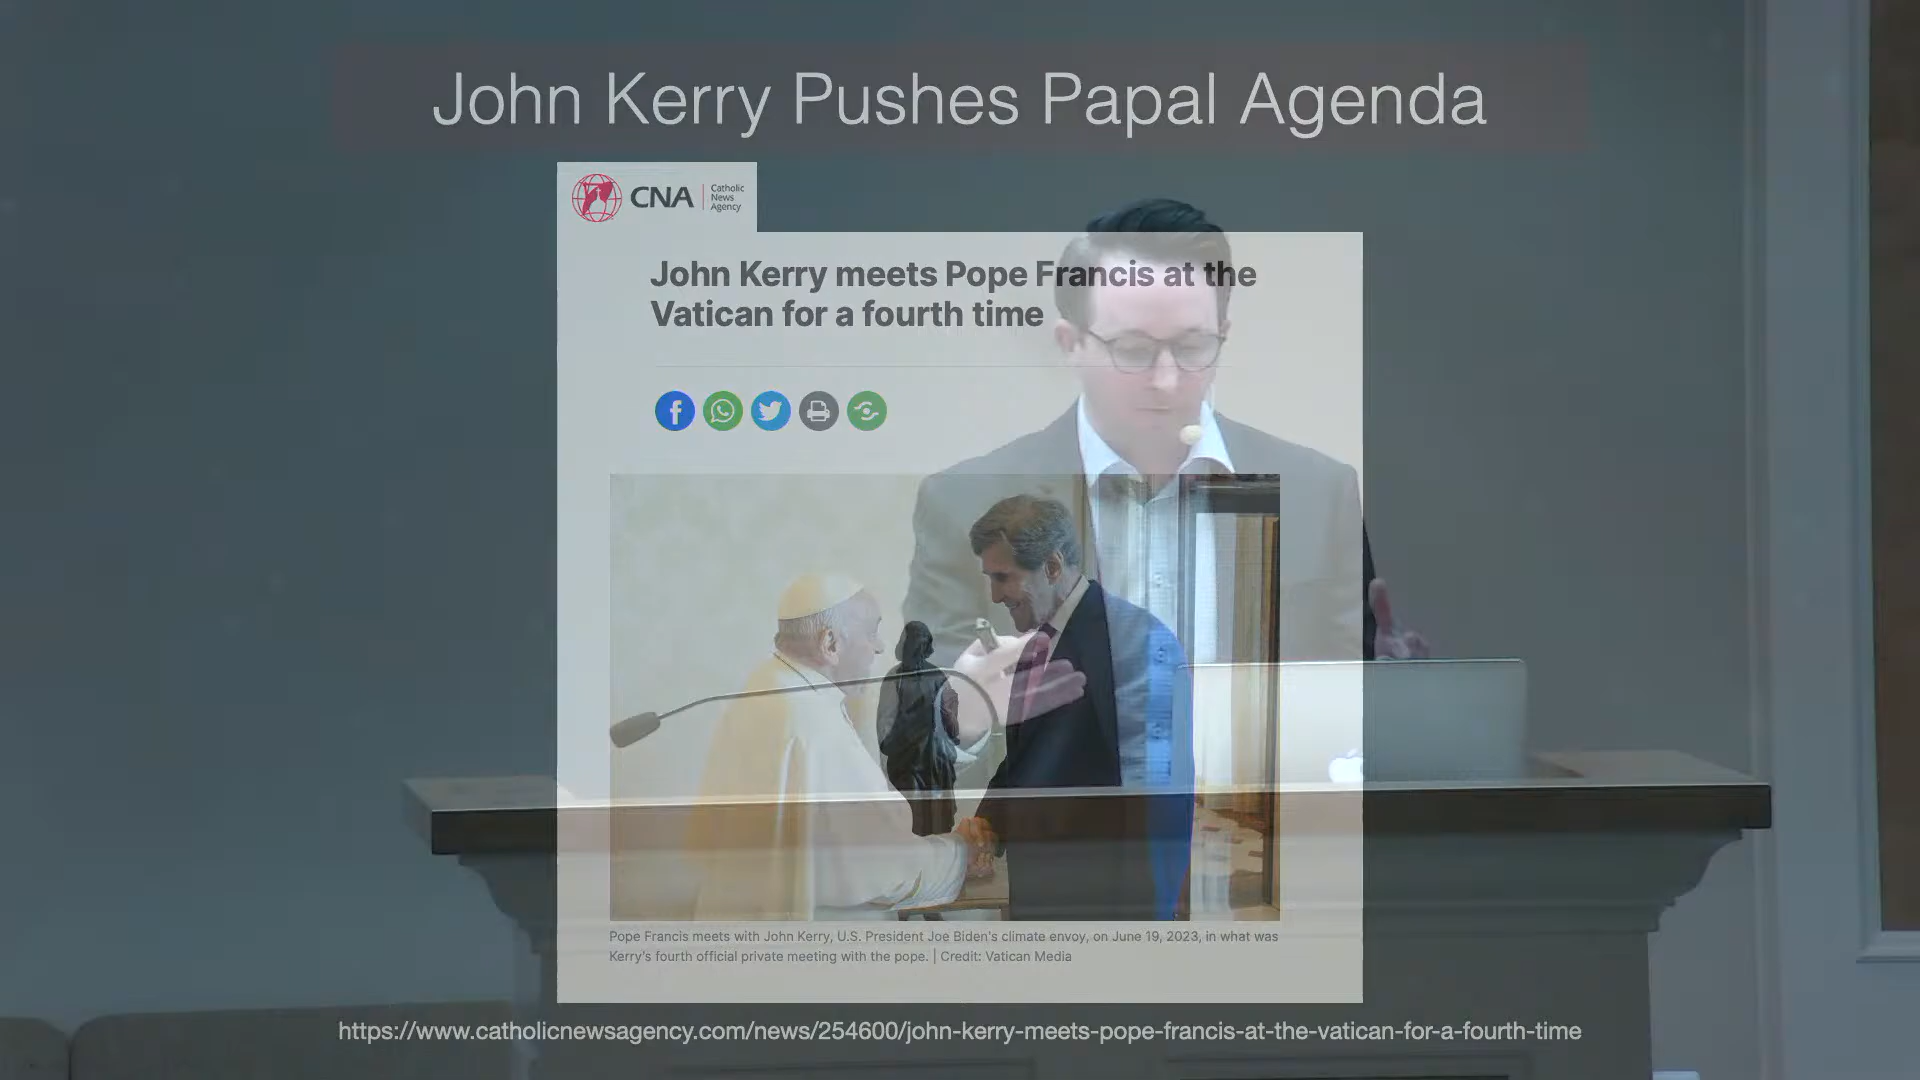 John Kerry Pushes Papal Agenda
CNA
Catholic
News
Agency
John Kerry meets Pope Francis at the
Vatican for a fourth time
Pope Francis meets with John Kerry, U.S. President Joe Biden's climate envoy, on June 19, 2023, in what was
Kerry's fourth official private meeting with the pope. | Credit: Vatican Media
https://www.catholicnewsagency.com/news/254600/john-kerry-meets-pope-francis-at-the-vatican-for-a-fourth-time